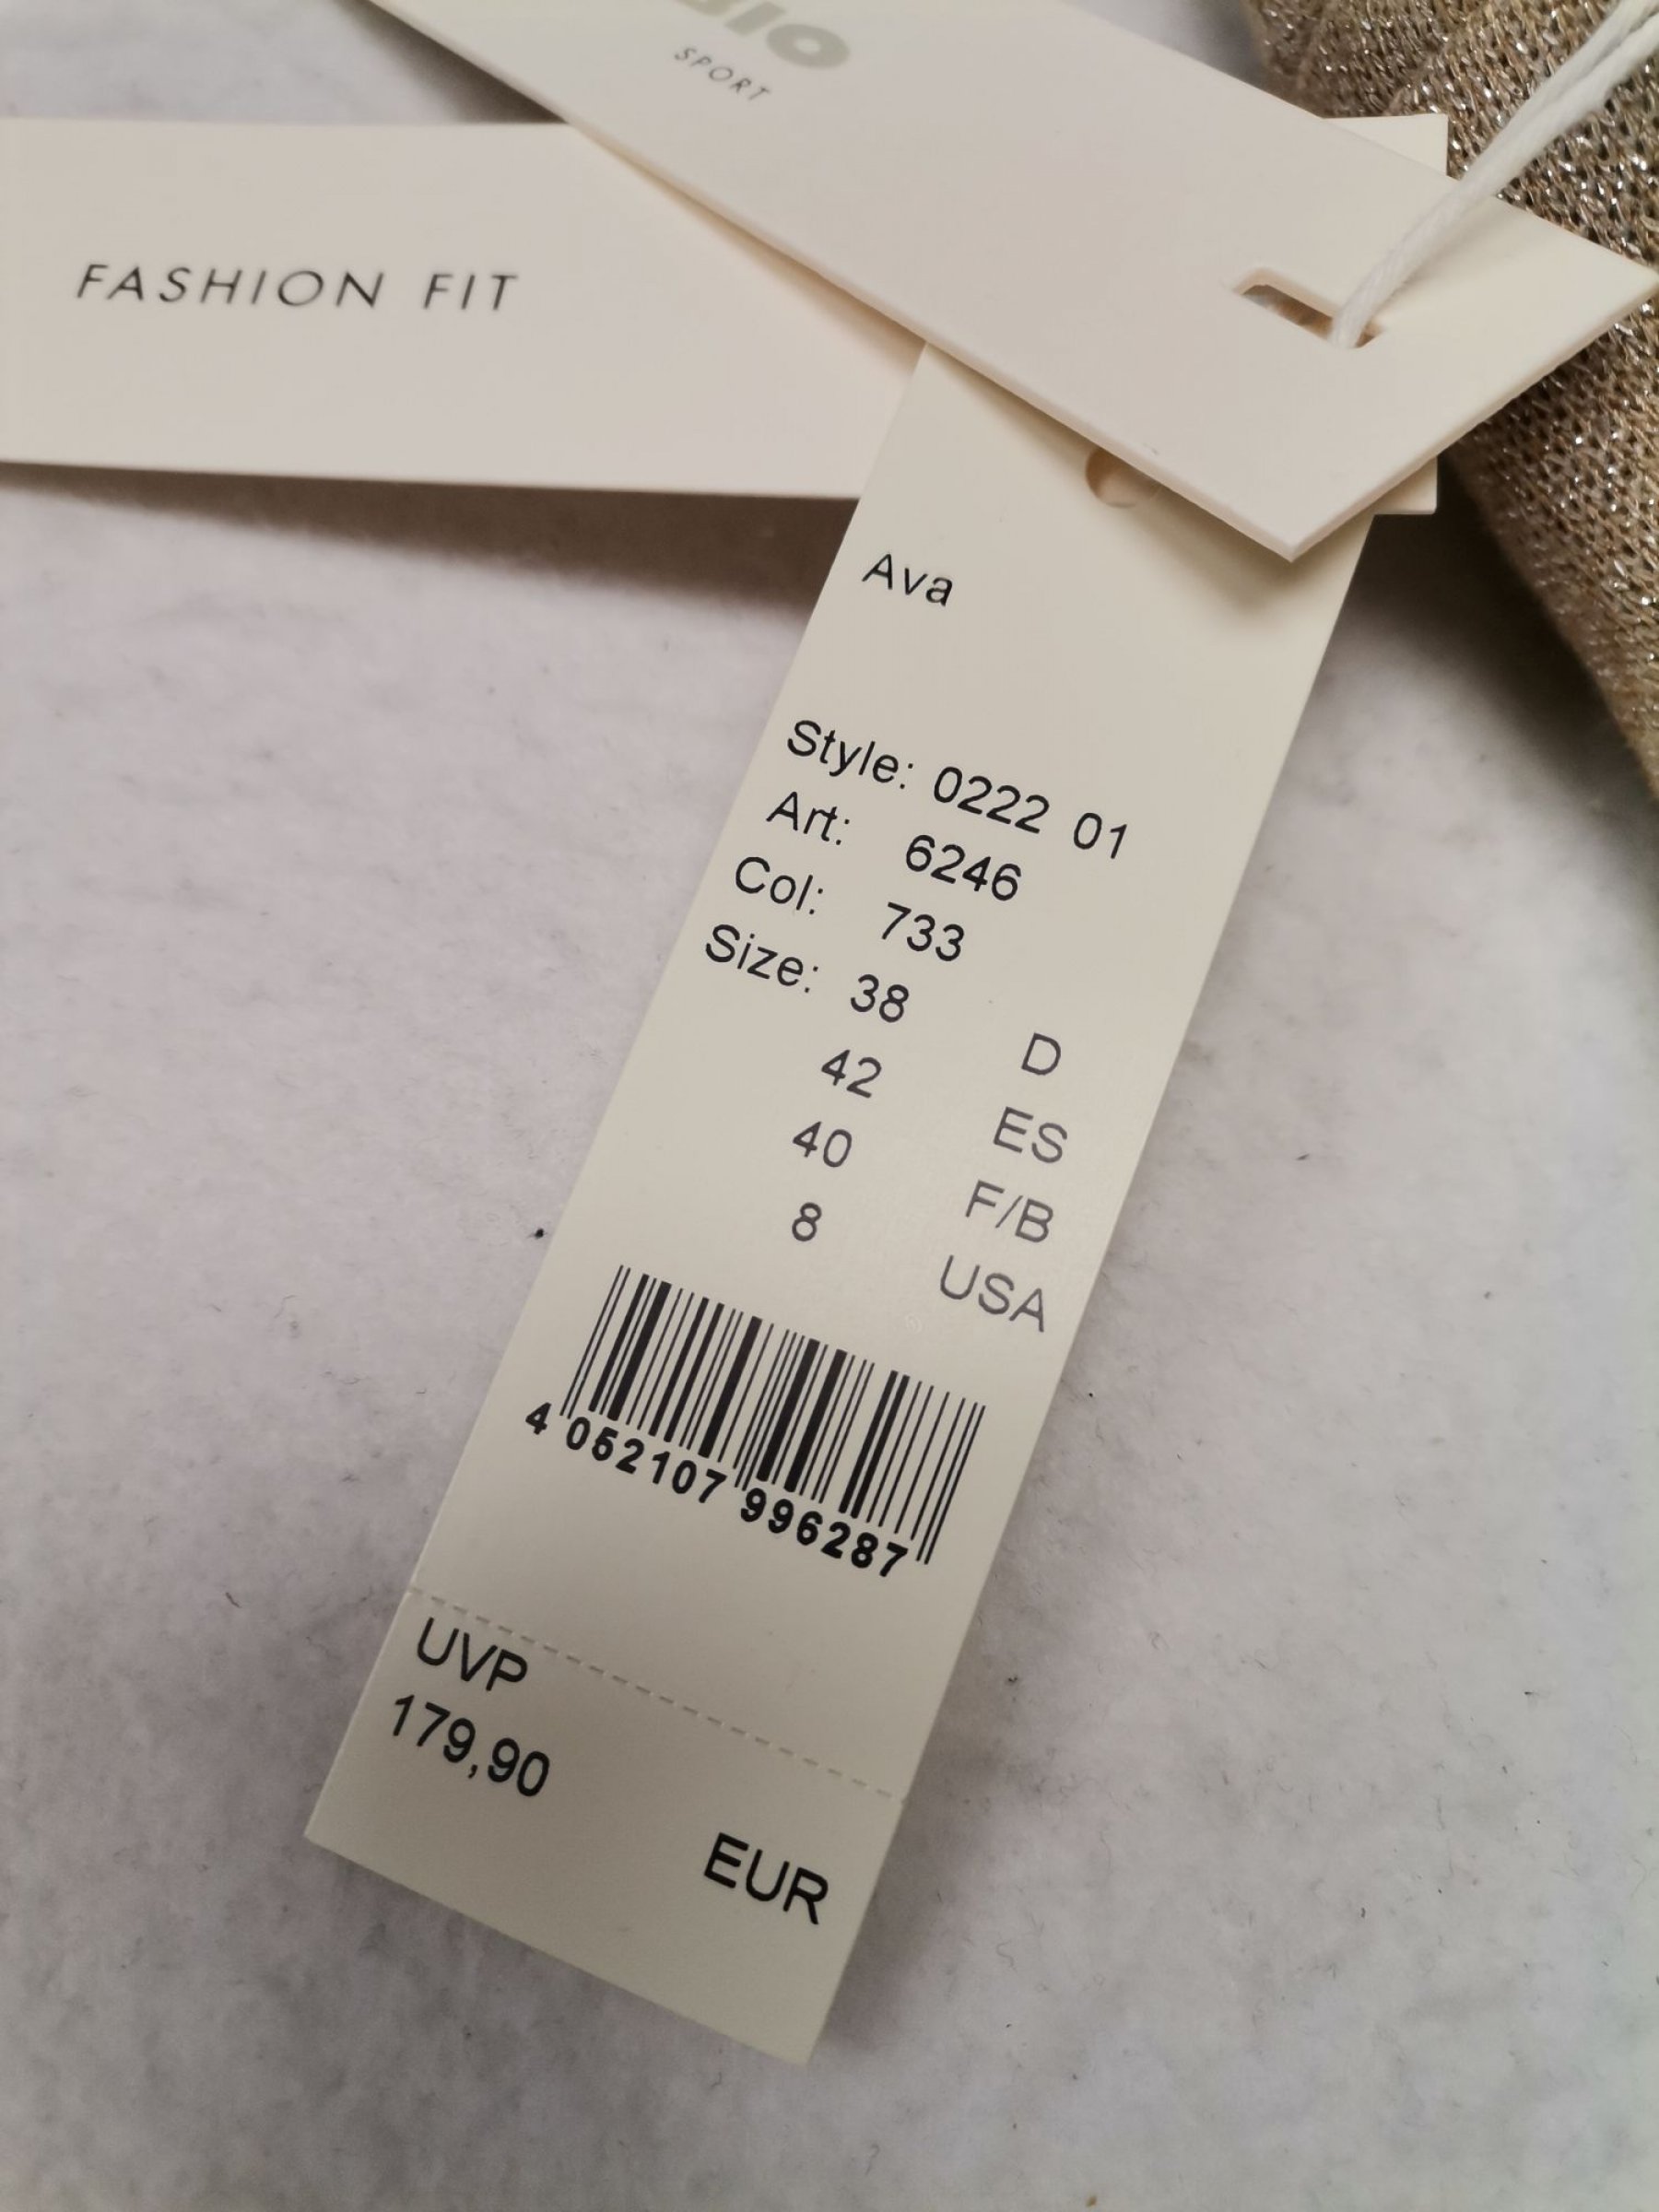 SPORT
FASHION FIT
Ava
Style: 0222 01
Art: 6246
Col: 733
Size: 38 D
42 ES
40 F/B
8 USA
4 052107 996287
UVP
179,90
EUR